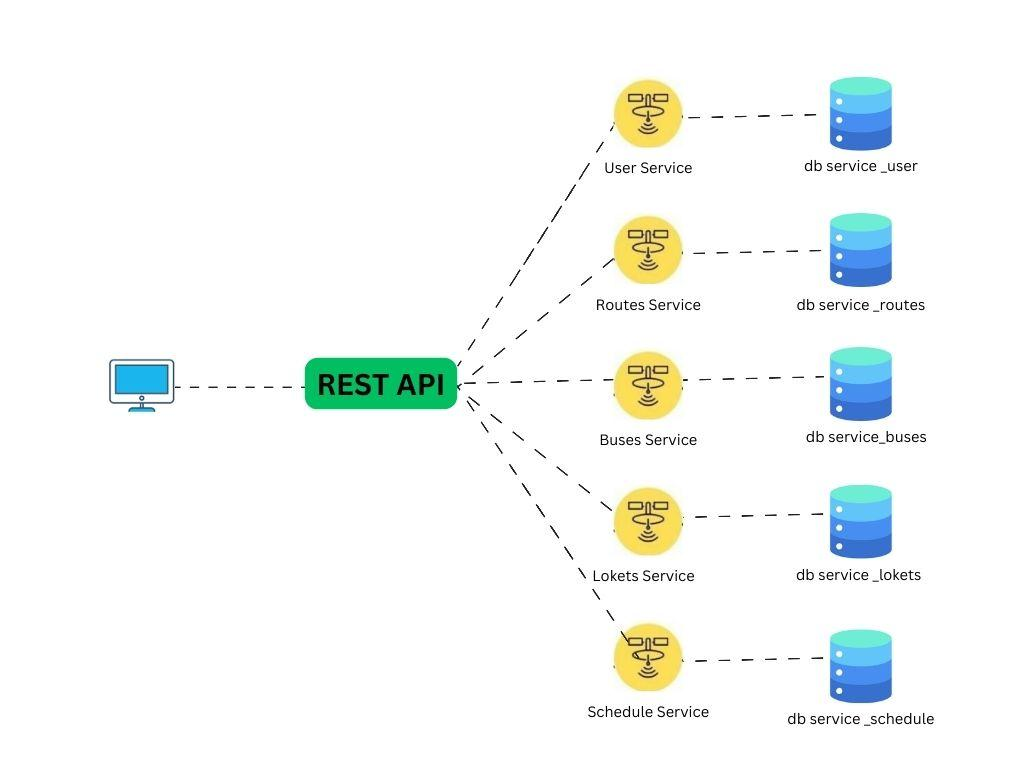 User Service
db service _user
Routes Service
db service _routes
REST API
Buses Service
db service_buses
Lokets Service
db service _lokets
Schedule Service
db service _schedule